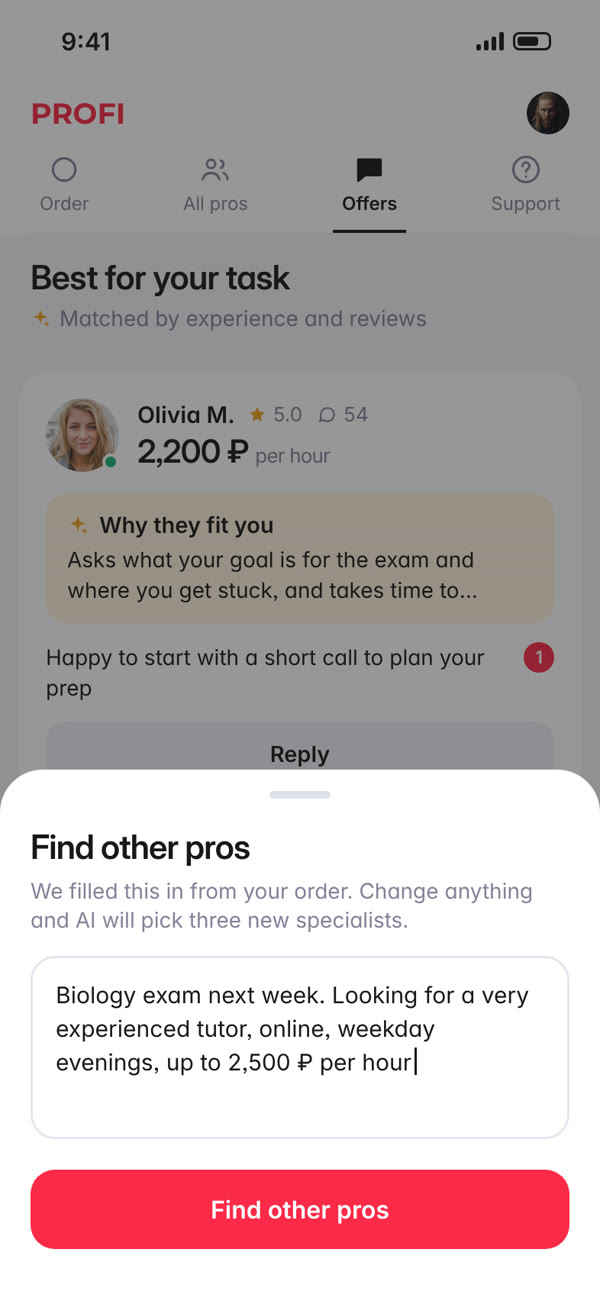 9:41
PROFI
Order
All pros
Offers
Support
Best for your task
Matched by experience and reviews
Olivia M. 5.0 54
2,200 ₽ per hour
Why they fit you
Asks what your goal is for the exam and
where you get stuck, and takes time to...
Happy to start with a short call to plan your
prep
1
Reply
Find other pros
We filled this in from your order. Change anything
and AI will pick three new specialists.
Biology exam next week. Looking for a very
experienced tutor, online, weekday
evenings, up to 2,500 ₽ per hour
Find other pros